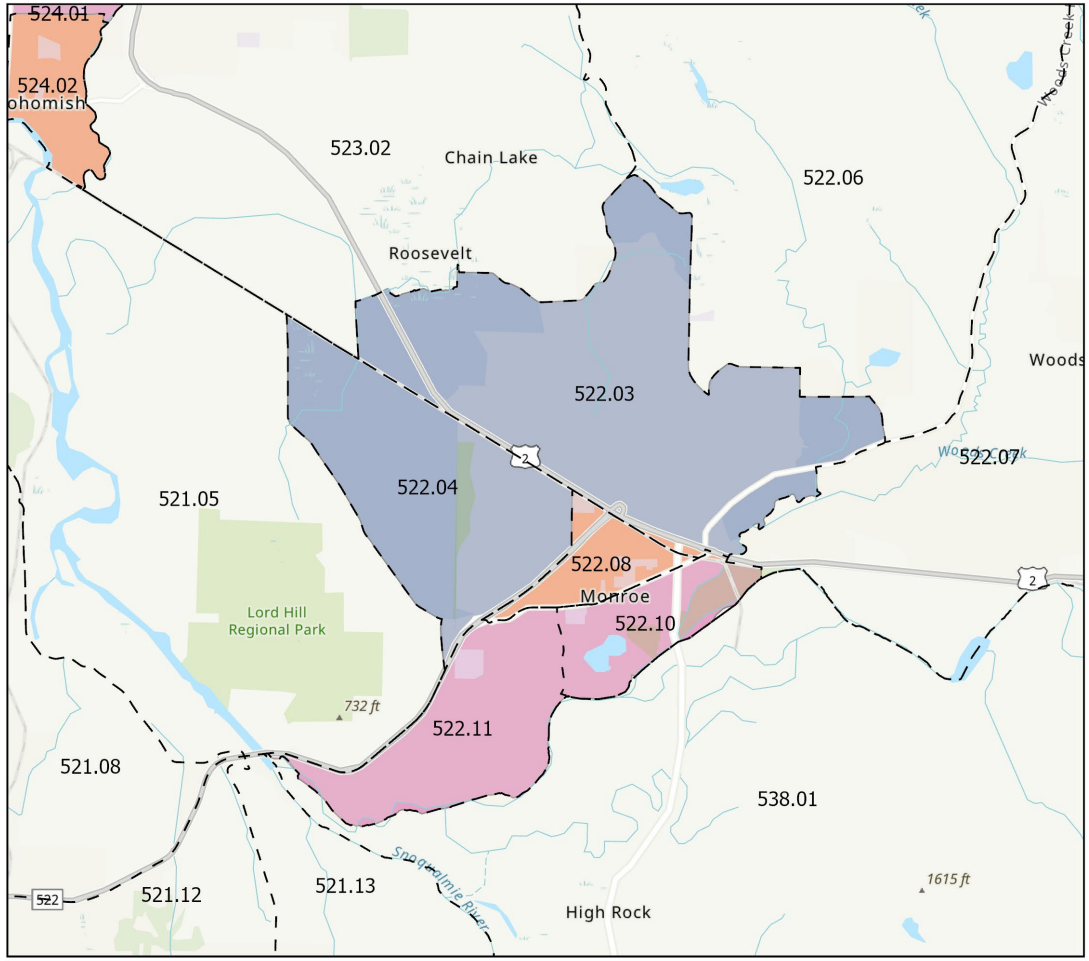 524.01
524.02
ohomish
Woods Creek
523.02
Chain Lake
522.06
Roosevelt
Woods
522.03
2
Woods Creek
522.07
522.04
521.05
522.08
2
Monroe
Lord Hill
Regional Park
522.10
732 ft
522.11
521.08
538.01
Snoqualmie River
1615 ft
521.13
521.12
522
High Rock